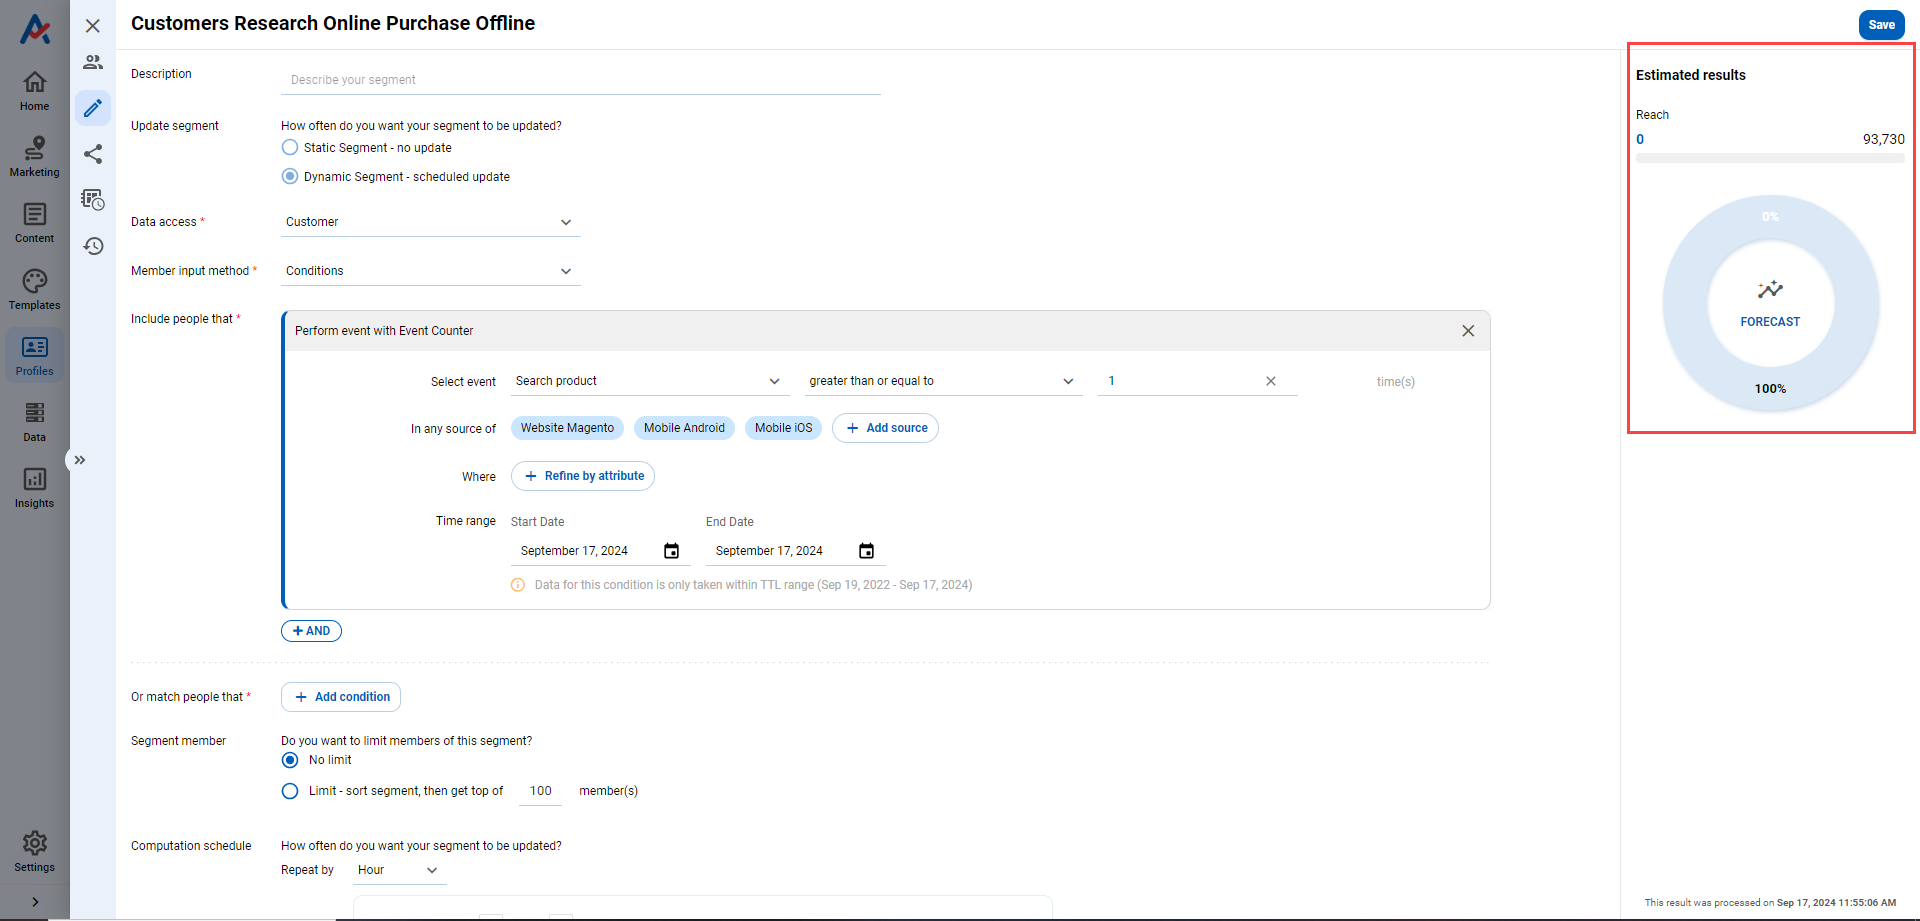 Customers Research Online Purchase Offline
Save
Home
Marketing
Content
Templates
Profiles
Data
Insights
Settings
Description
Describe your segment
Update segment
How often do you want your segment to be updated?
Static Segment - no update
Dynamic Segment - scheduled update
Data access *
Customer
Member input method *
Conditions
Include people that *
Perform event with Event Counter
Select event
Search product
greater than or equal to
1
time(s)
In any source of
Website Magento
Mobile Android
Mobile iOS
+ Add source
Where
+ Refine by attribute
Time range
Start Date
End Date
September 17, 2024
September 17, 2024
Data for this condition is only taken within TTL range (Sep 19, 2022 - Sep 17, 2024)
+ AND
Or match people that *
+ Add condition
Segment member
Do you want to limit members of this segment?
No limit
Limit - sort segment, then get top of 100 member(s)
Computation schedule
How often do you want your segment to be updated?
Repeat by
Hour
Estimated results
Reach
0
93,730
0%
FORECAST
100%
This result was processed on Sep 17, 2024 11:55:06 AM